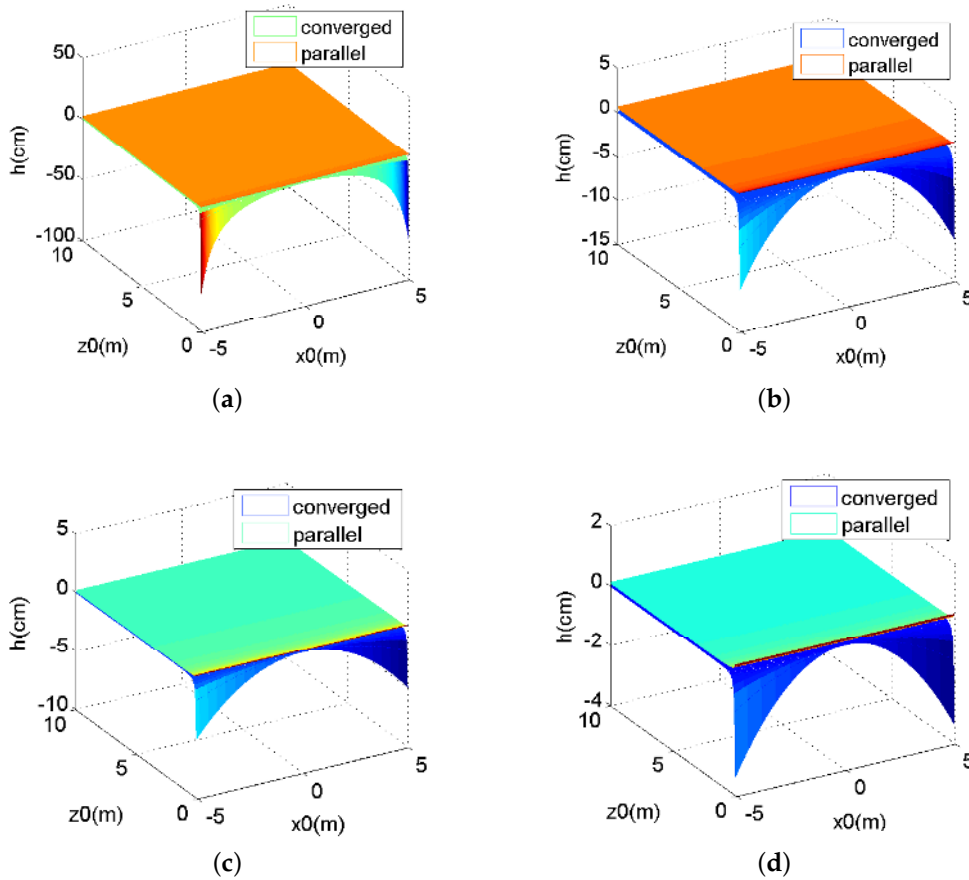 converged
parallel
50
0
-50
-100
h(cm)
10
5
0
z0(m)
-5
0
5
x0(m)
(a)
converged
parallel
5
0
-5
-10
-15
h(cm)
10
5
0
z0(m)
-5
0
5
x0(m)
(b)
converged
parallel
5
0
-5
-10
h(cm)
10
5
0
z0(m)
-5
0
5
x0(m)
(c)
converged
parallel
2
0
-2
-4
h(cm)
10
5
0
z0(m)
-5
0
5
x0(m)
(d)